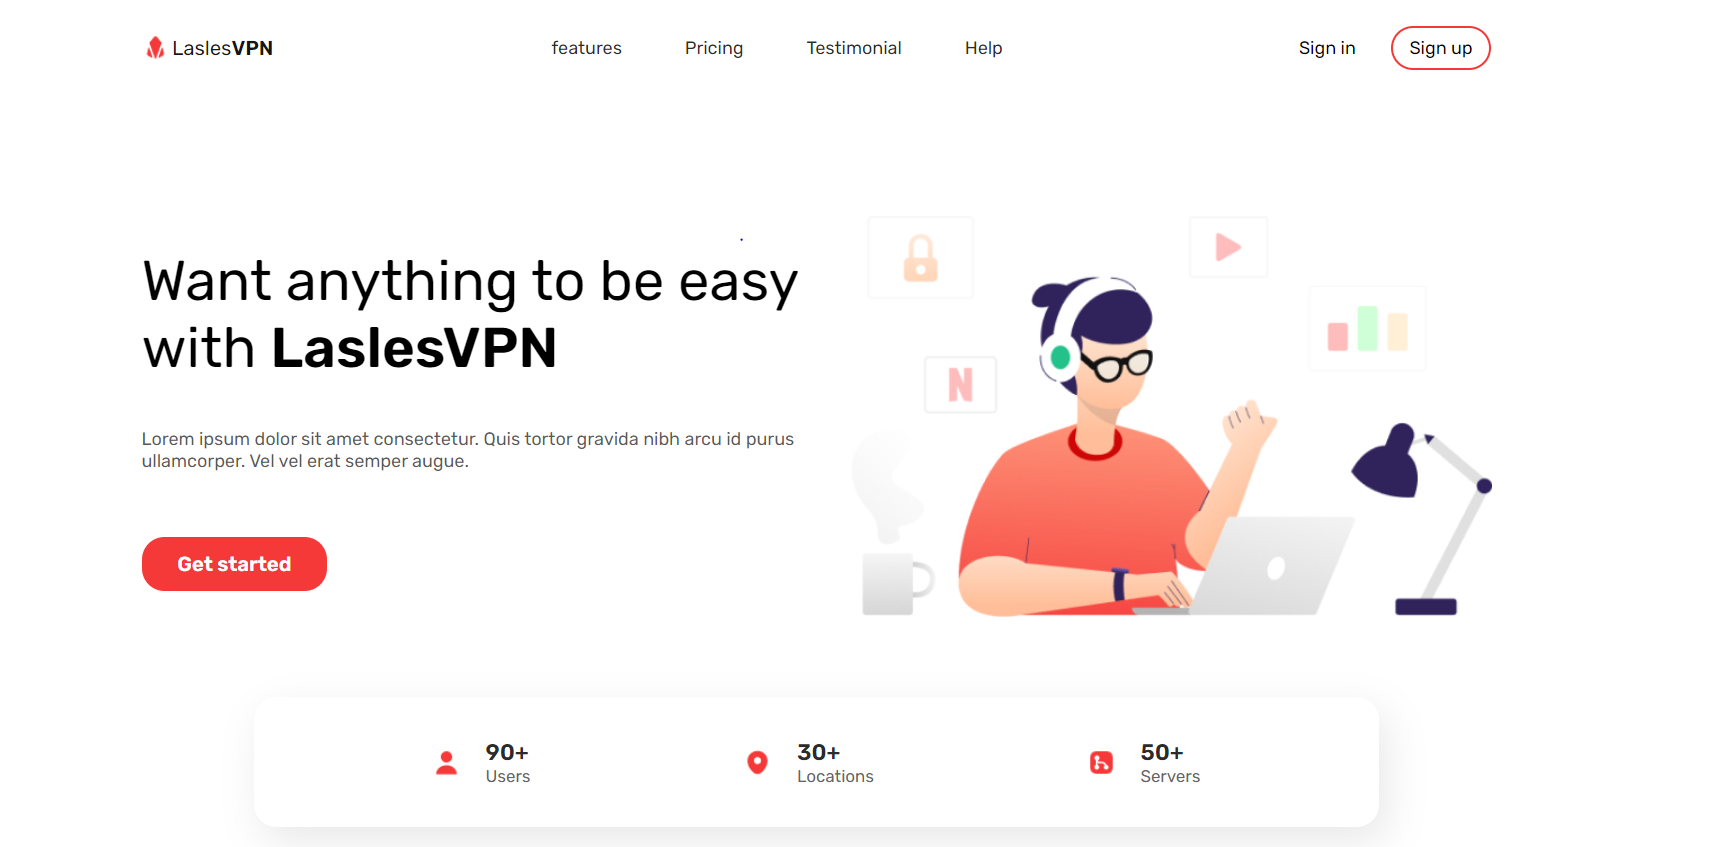 LaslesVPN
features
Pricing
Testimonial
Help
Sign in
Sign up
Want anything to be easy
with LaslesVPN
Lorem ipsum dolor sit amet consectetur. Quis tortor gravida nibh arcu id purus
ullamcorper. Vel vel erat semper augue.
Get started
N
90+
Users
30+
Locations
50+
Servers